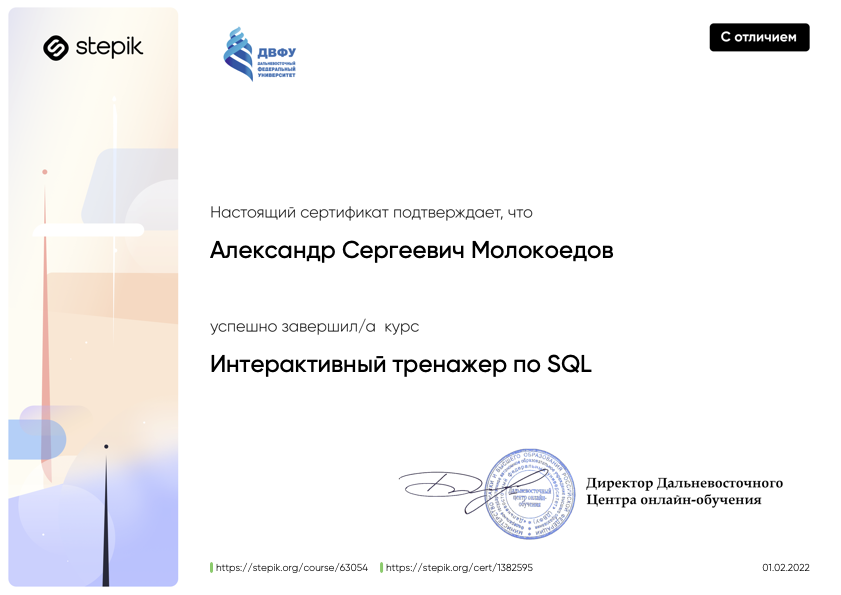 stepik
ДВФУ
ДАЛЬНЕВОСТОЧНЫЙ
ФЕДЕРАЛЬНЫЙ
УНИВЕРСИТЕТ
С отличием
Настоящий сертификат подтверждает, что
Александр Сергеевич Молокоедов
успешно завершил/а курс
Интерактивный тренажер по SQL
Дальневосточный
центр онлайн-
обучения
Директор Дальневосточного
Центра онлайн-обучения
https://stepik.org/course/63054
https://stepik.org/cert/1382595
01.02.2022